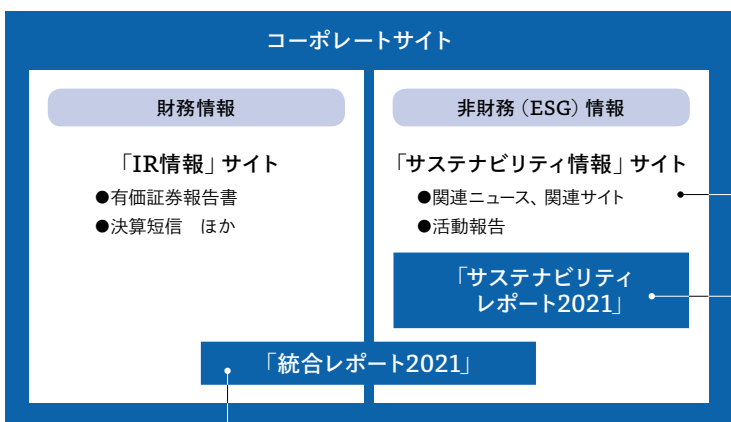 コーポレートサイト
財務情報
「IR情報」サイト
●有価証券報告書
●決算短信　ほか
非財務（ESG）情報
「サステナビリティ情報」サイト
●関連ニュース、関連サイト
●活動報告
「サステナビリティ
レポート2021」
「統合レポート2021」